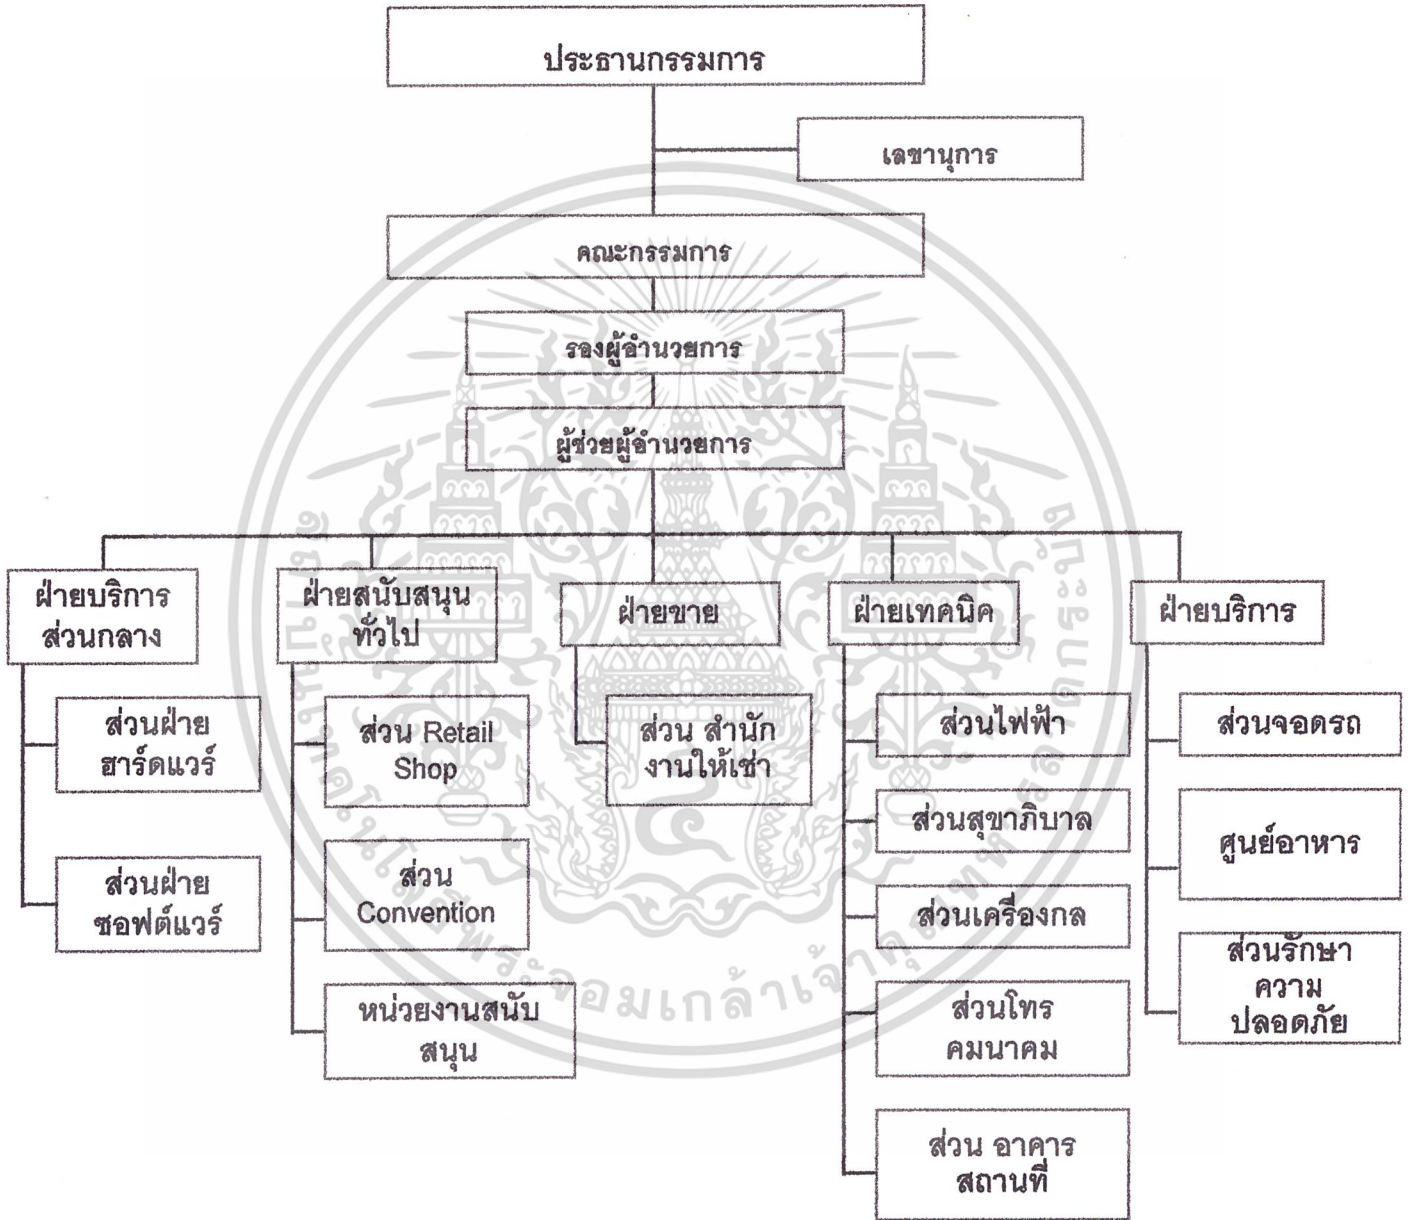 ประธานกรรมการ
เลขานุการ
คณะกรรมการ
รองผู้อำนวยการ
ผู้ช่วยผู้อำนวยการ
ฝ่ายบริการ
ส่วนกลาง
ส่วนฝ่าย
ฮาร์ดแวร์
ส่วนฝ่าย
ซอฟต์แวร์
ฝ่ายสนับสนุน
ทั่วไป
ส่วน Retail
Shop
ส่วน
Convention
หน่วยงานสนับ
สนุน
ฝ่ายขาย
ส่วน สำนัก
งานให้เช่า
ฝ่ายเทคนิค
ส่วนไฟฟ้า
ส่วนสุขาภิบาล
ส่วนเครื่องกล
ส่วนโทร
คมนาคม
ส่วน อาคาร
สถานที่
ฝ่ายบริการ
ส่วนจอดรถ
ศูนย์อาหาร
ส่วนรักษา
ความ
ปลอดภัย